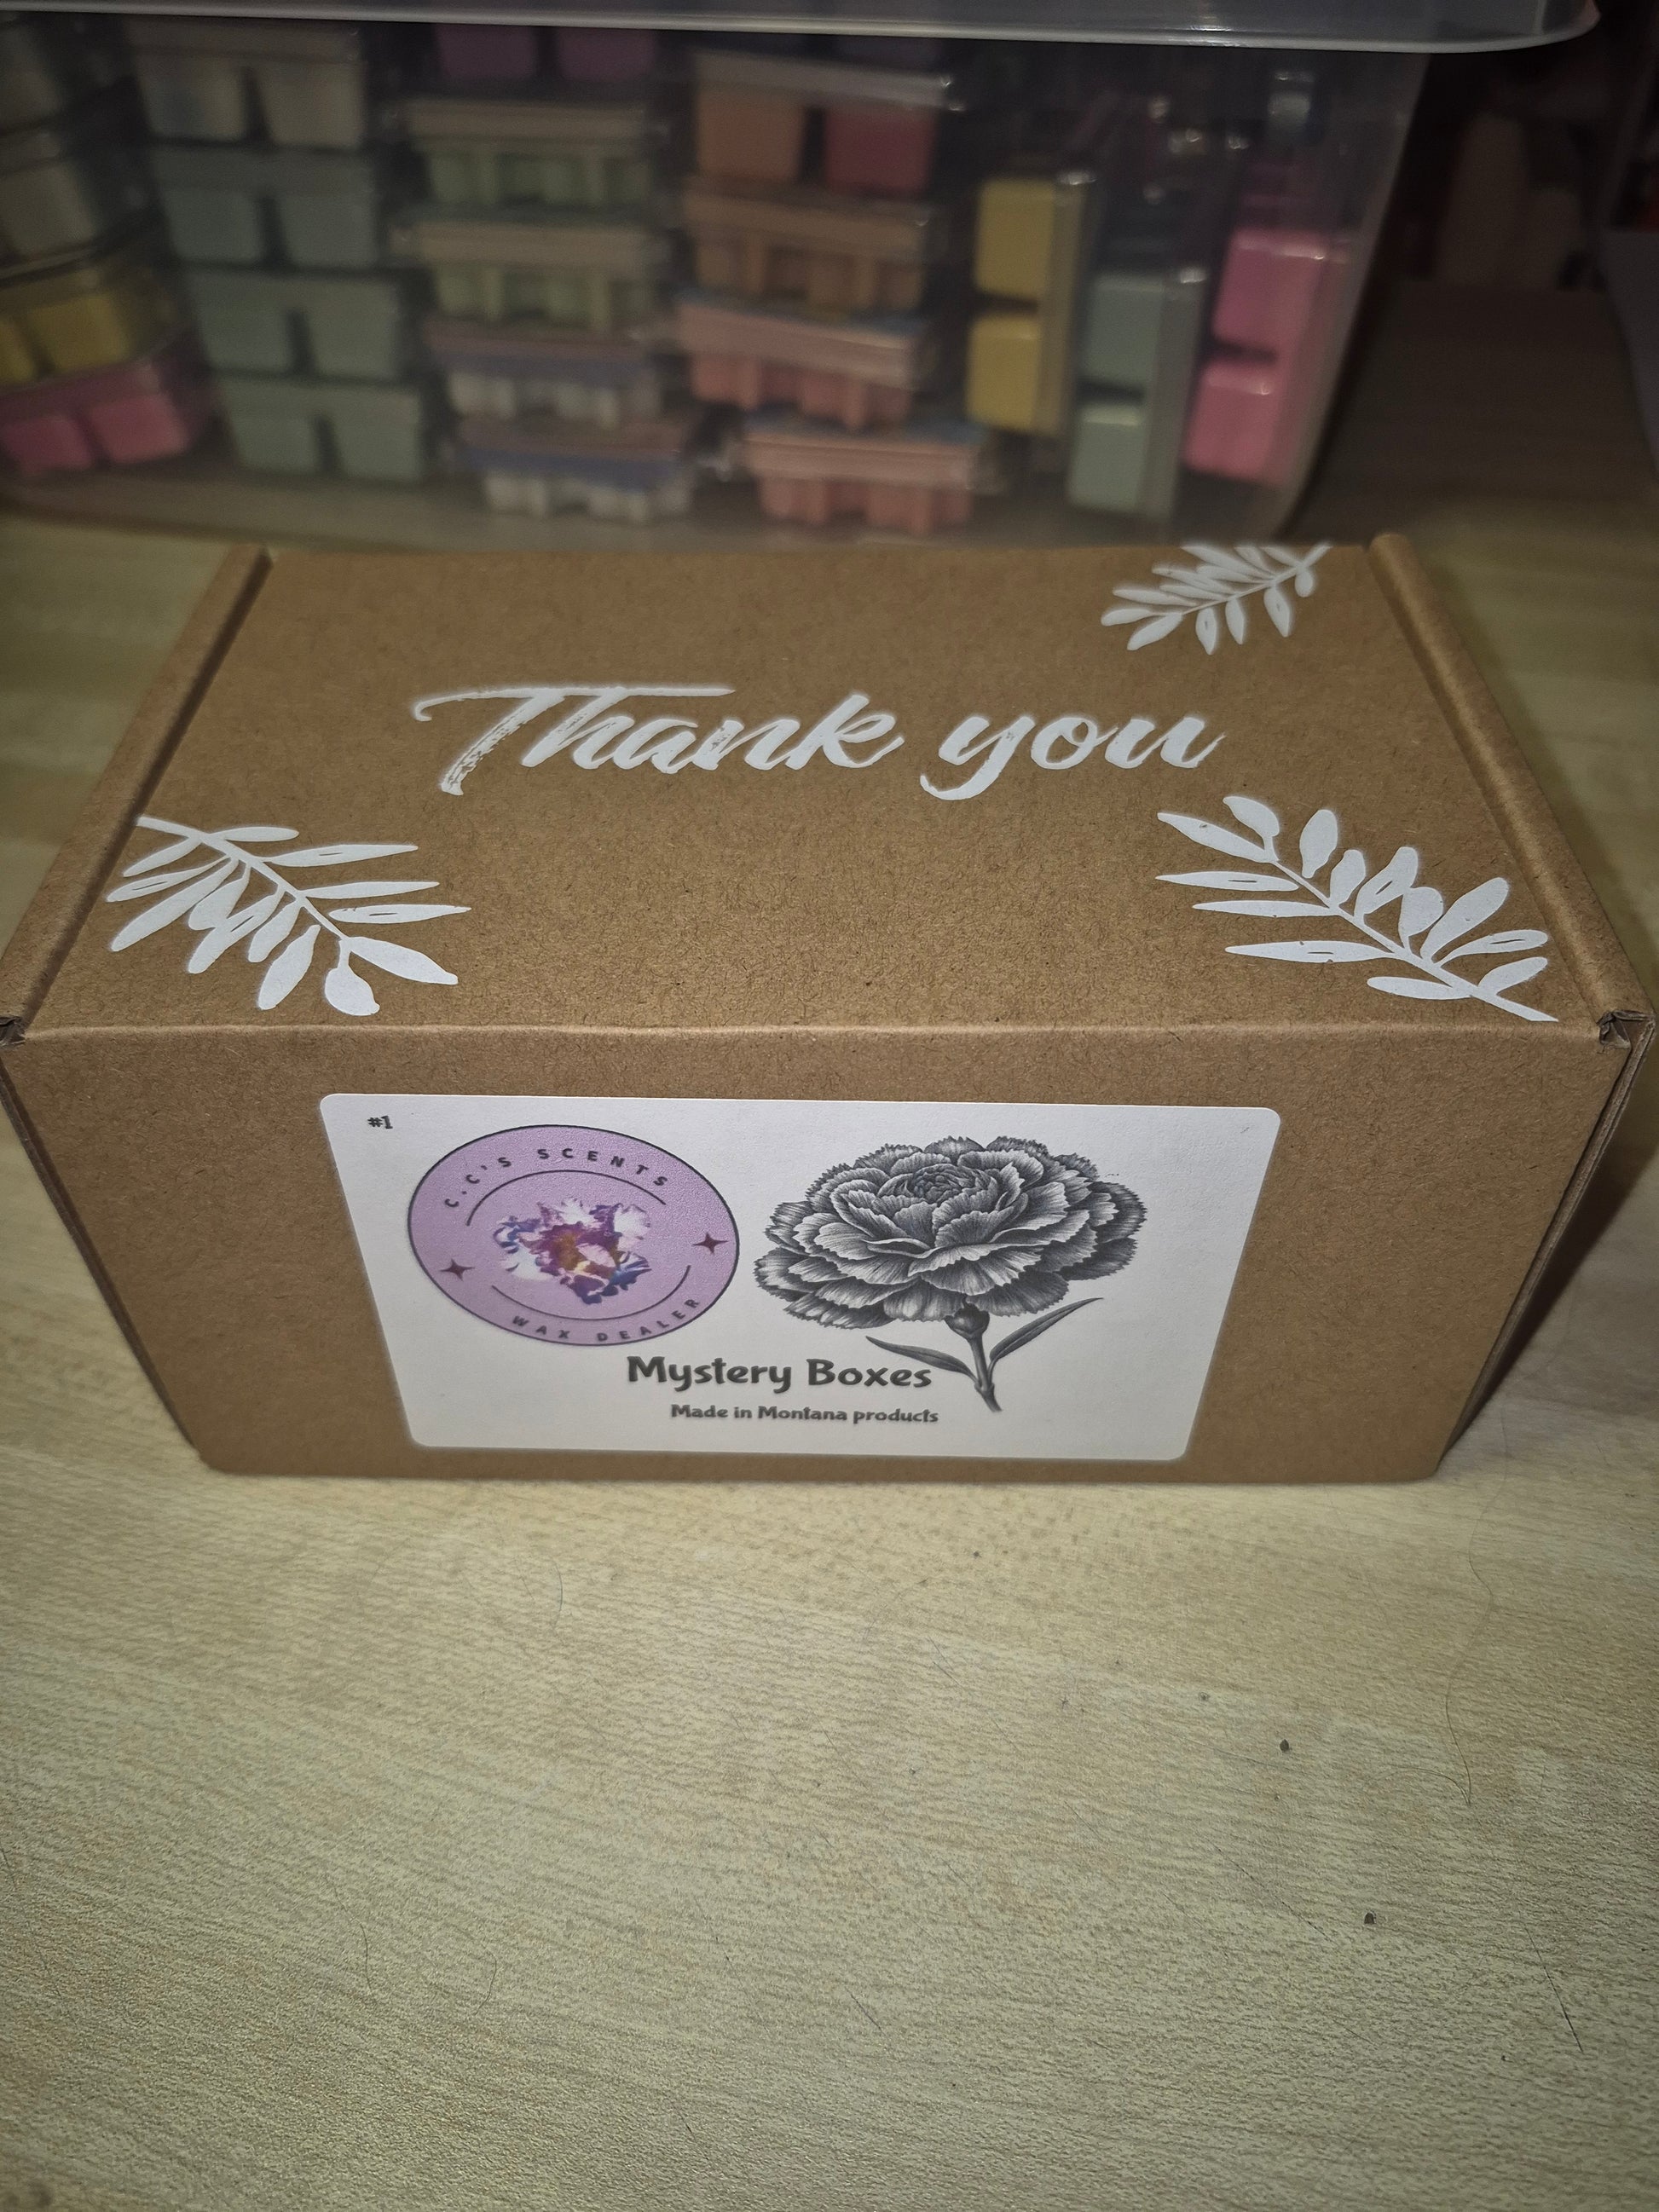 Thank you
#1
C.C'S SCENTS
WAX DEALER
Mystery Boxes
Made in Montana products